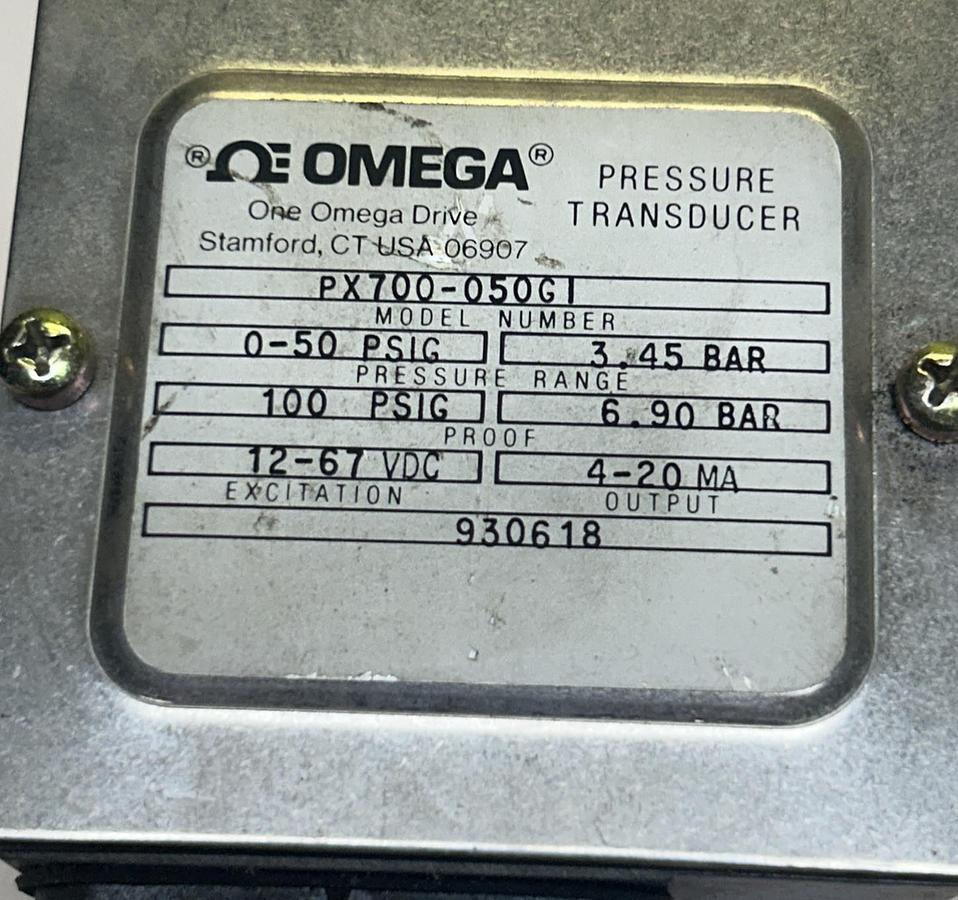 ® ΩE OMEGA® PRESSURE TRANSDUCER
One Omega Drive
Stamford, CT USA 06907
PX700-050GI
MODEL NUMBER
0-50 PSIG 3.45 BAR
PRESSURE RANGE
100 PSIG 6.90 BAR
PROOF
12-67 VDC 4-20 MA
EXCITATION OUTPUT
930618